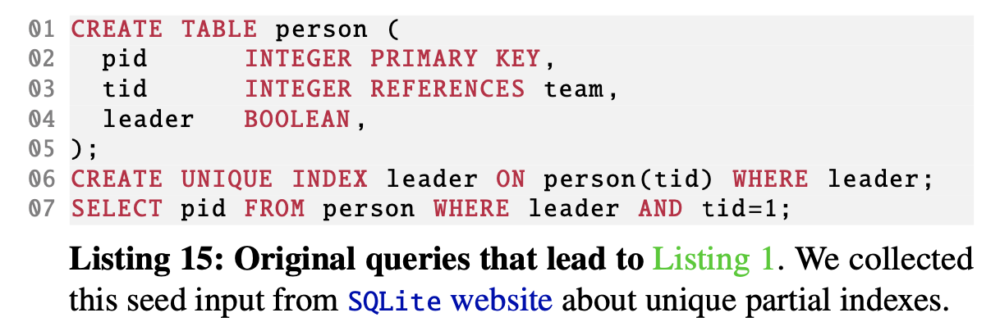 01 CREATE TABLE person (
02   pid      INTEGER PRIMARY KEY,
03   tid      INTEGER REFERENCES team,
04   leader   BOOLEAN,
05 );
06 CREATE UNIQUE INDEX leader ON person(tid) WHERE leader;
07 SELECT pid FROM person WHERE leader AND tid=1;
Listing 15: Original queries that lead to Listing 1. We collected
this seed input from SQLite website about unique partial indexes.